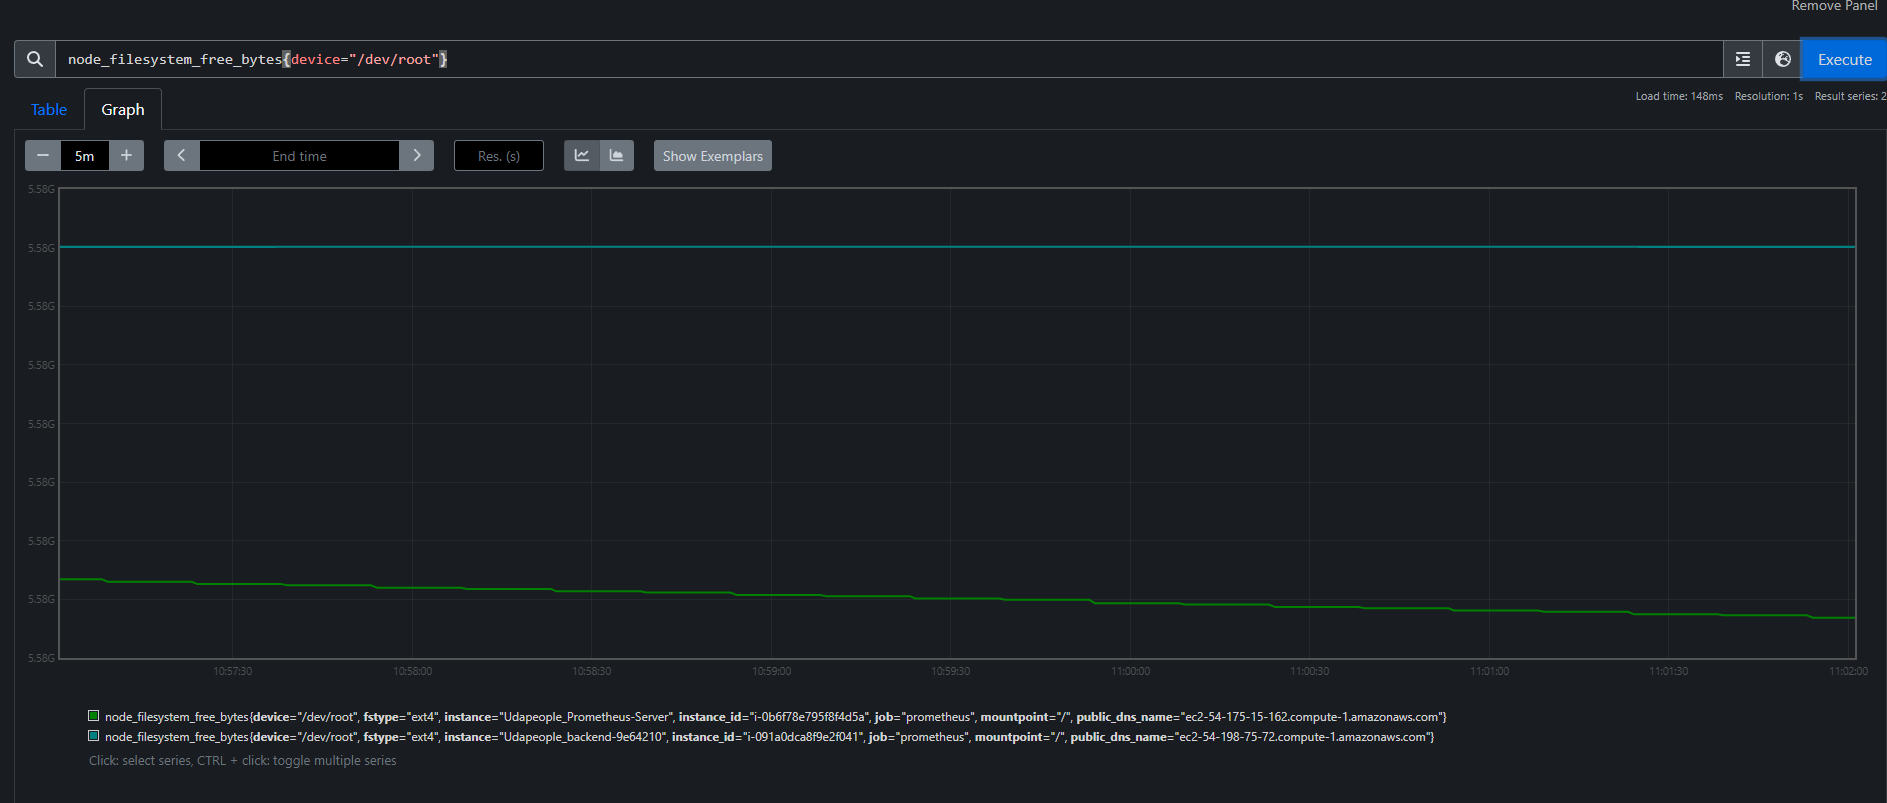 Remove Panel
node_filesystem_free_bytes{device="/dev/root"}
Execute
Load time: 148ms Resolution: 1s Result series: 2
Table Graph
5m End time Res. (s) Show Exemplars
5.58G
5.58G
5.58G
5.58G
5.58G
5.58G
5.58G
5.58G
5.58G
10:57:30 10:58:00 10:58:30 10:59:00 10:59:30 11:00:00 11:00:30 11:01:00 11:01:30 11:02:00
node_filesystem_free_bytes{device="/dev/root", fstype="ext4", instance="Udapeople_Prometheus-Server", instance_id="i-0b6f78e795f8f4d5a", job="prometheus", mountpoint="/", public_dns_name="ec2-54-175-15-162.compute-1.amazonaws.com"}
node_filesystem_free_bytes{device="/dev/root", fstype="ext4", instance="Udapeople_backend-9e64210", instance_id="i-091a0dca8f9e2f041", job="prometheus", mountpoint="/", public_dns_name="ec2-54-198-75-72.compute-1.amazonaws.com"}
Click: select series, CTRL + click: toggle multiple series